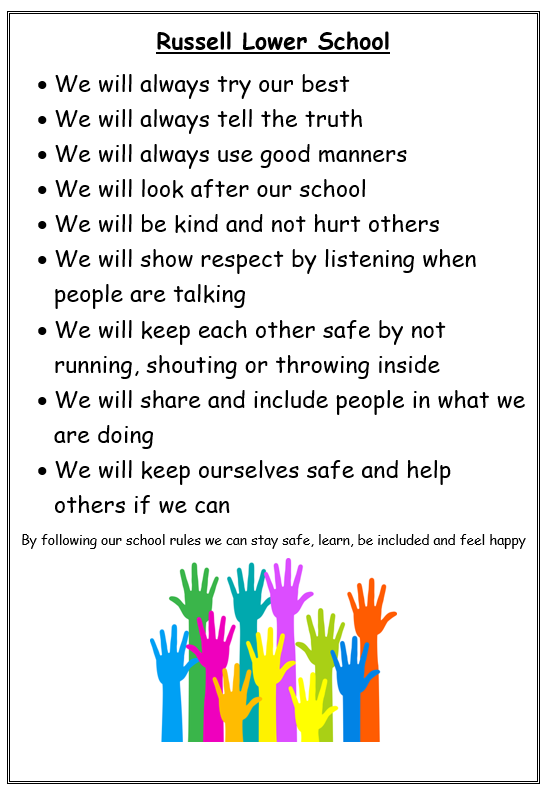 Russell Lower School
• We will always try our best
• We will always tell the truth
• We will always use good manners
• We will look after our school
• We will be kind and not hurt others
• We will show respect by listening when
people are talking
• We will keep each other safe by not
running, shouting or throwing inside
• We will share and include people in what we
are doing
• We will keep ourselves safe and help
others if we can
By following our school rules we can stay safe, learn, be included and feel happy